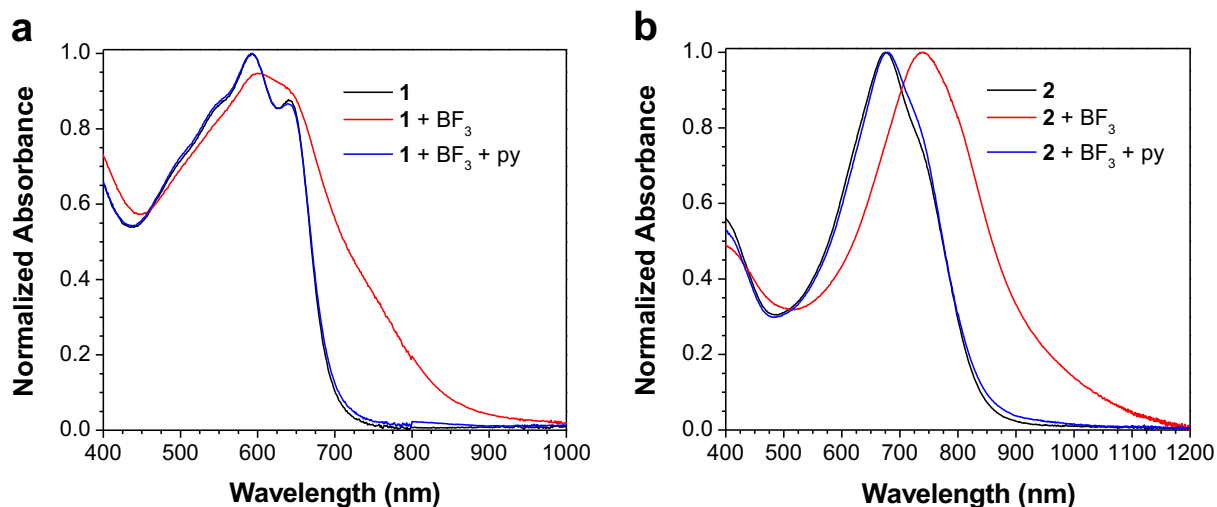 a
Normalized Absorbance
1.0
0.8
0.6
0.4
0.2
0.0
1
1 + BF3
1 + BF3 + py
400 500 600 700 800 900 1000
Wavelength (nm)
b
Normalized Absorbance
1.0
0.8
0.6
0.4
0.2
0.0
2
2 + BF3
2 + BF3 + py
400 500 600 700 800 900 1000 1100 1200
Wavelength (nm)